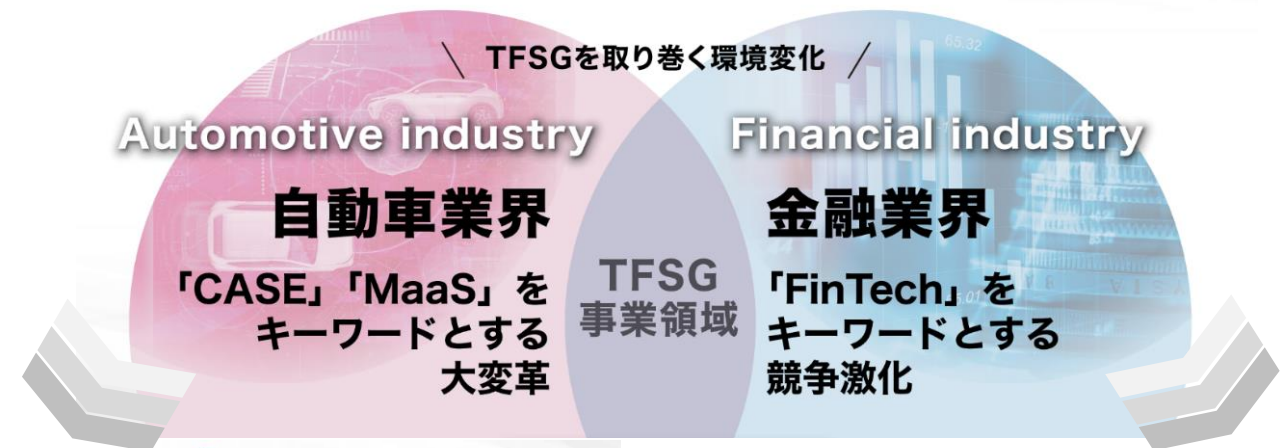 TFSGを取り巻く環境変化
65.32
Automotive industry
Financial industry
自動車業界
金融業界
「CASE」「MaaS」を
キーワードとする
大変革
TFSG
事業領域
「FinTech」を
キーワードとする
競争激化